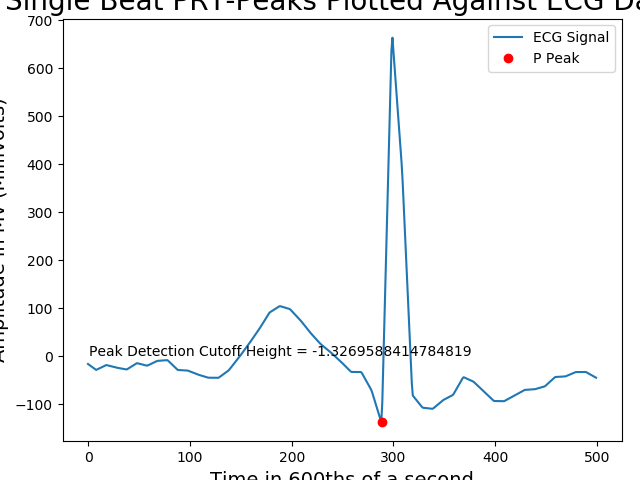 Single Beat PRT-Peaks Plotted Against ECG Da
ECG Signal
P Peak
Amplitude in MV (Millivolts)
700
600
500
400
300
200
100
0
−100
Peak Detection Cutoff Height = -1.3269588414784819
0 100 200 300 400 500
Time in 600ths of a second